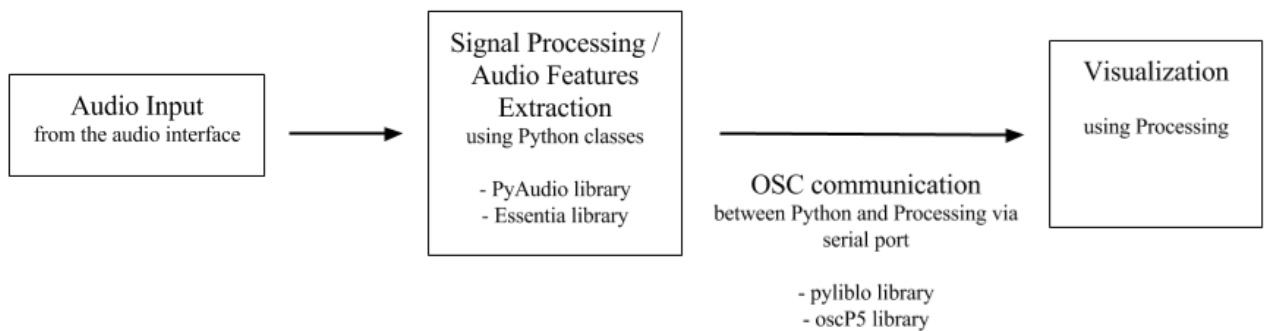 Audio Input
from the audio interface
Signal Processing /
Audio Features
Extraction
using Python classes
- PyAudio library
- Essentia library
OSC communication
between Python and Processing via
serial port
- pyliblo library
- oscP5 library
Visualization
using Processing